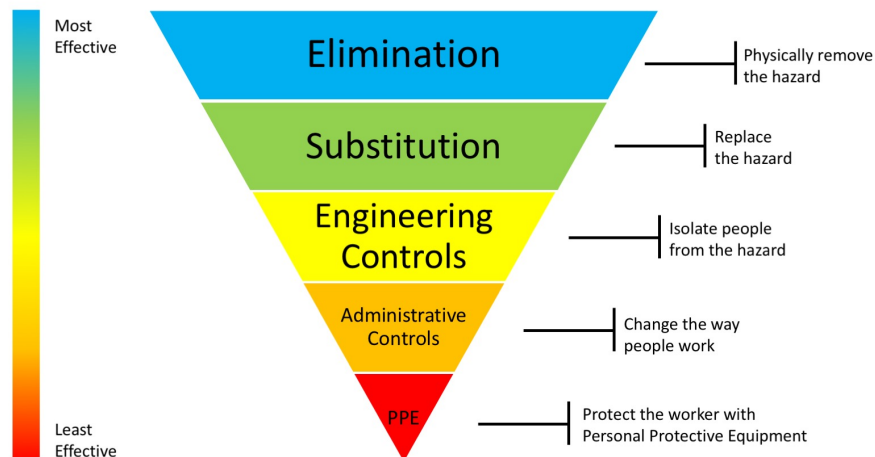 Most
Effective
Elimination
Physically remove
the hazard
Substitution
Replace
the hazard
Engineering
Controls
Isolate people
from the hazard
Administrative
Controls
Change the way
people work
PPE
Protect the worker with
Personal Protective Equipment
Least
Effective